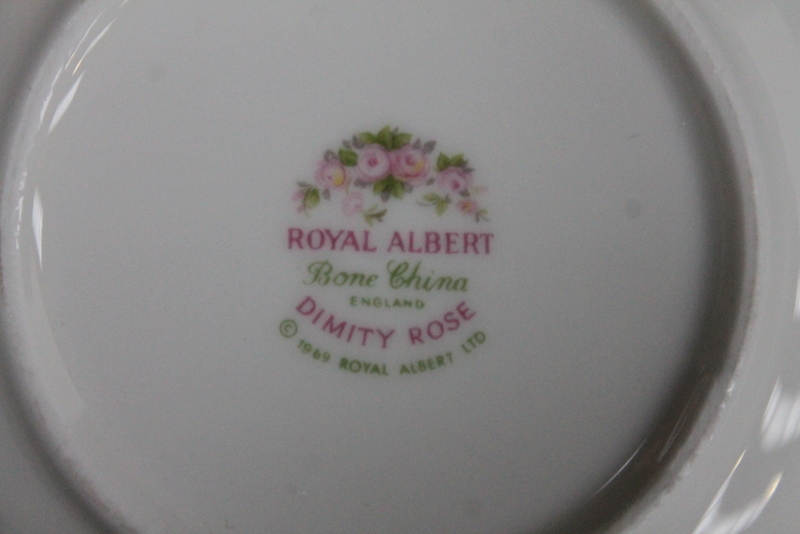 ROYAL ALBERT
Bone China
ENGLAND
DIMITY ROSE
© 1969 ROYAL ALBERT LTD